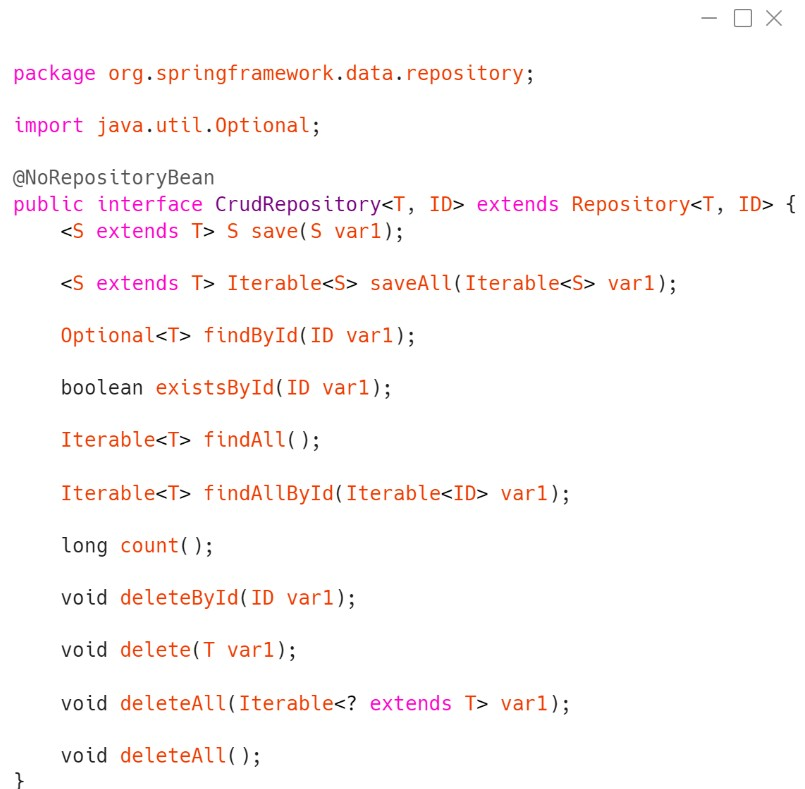 package org.springframework.data.repository;
import java.util.Optional;
@NoRepositoryBean
public interface CrudRepository<T, ID> extends Repository<T, ID> {
    <S extends T> S save(S var1);
    <S extends T> Iterable<S> saveAll(Iterable<S> var1);
    Optional<T> findById(ID var1);
    boolean existsById(ID var1);
    Iterable<T> findAll();
    Iterable<T> findAllById(Iterable<ID> var1);
    long count();
    void deleteById(ID var1);
    void delete(T var1);
    void deleteAll(Iterable<? extends T> var1);
    void deleteAll();
}